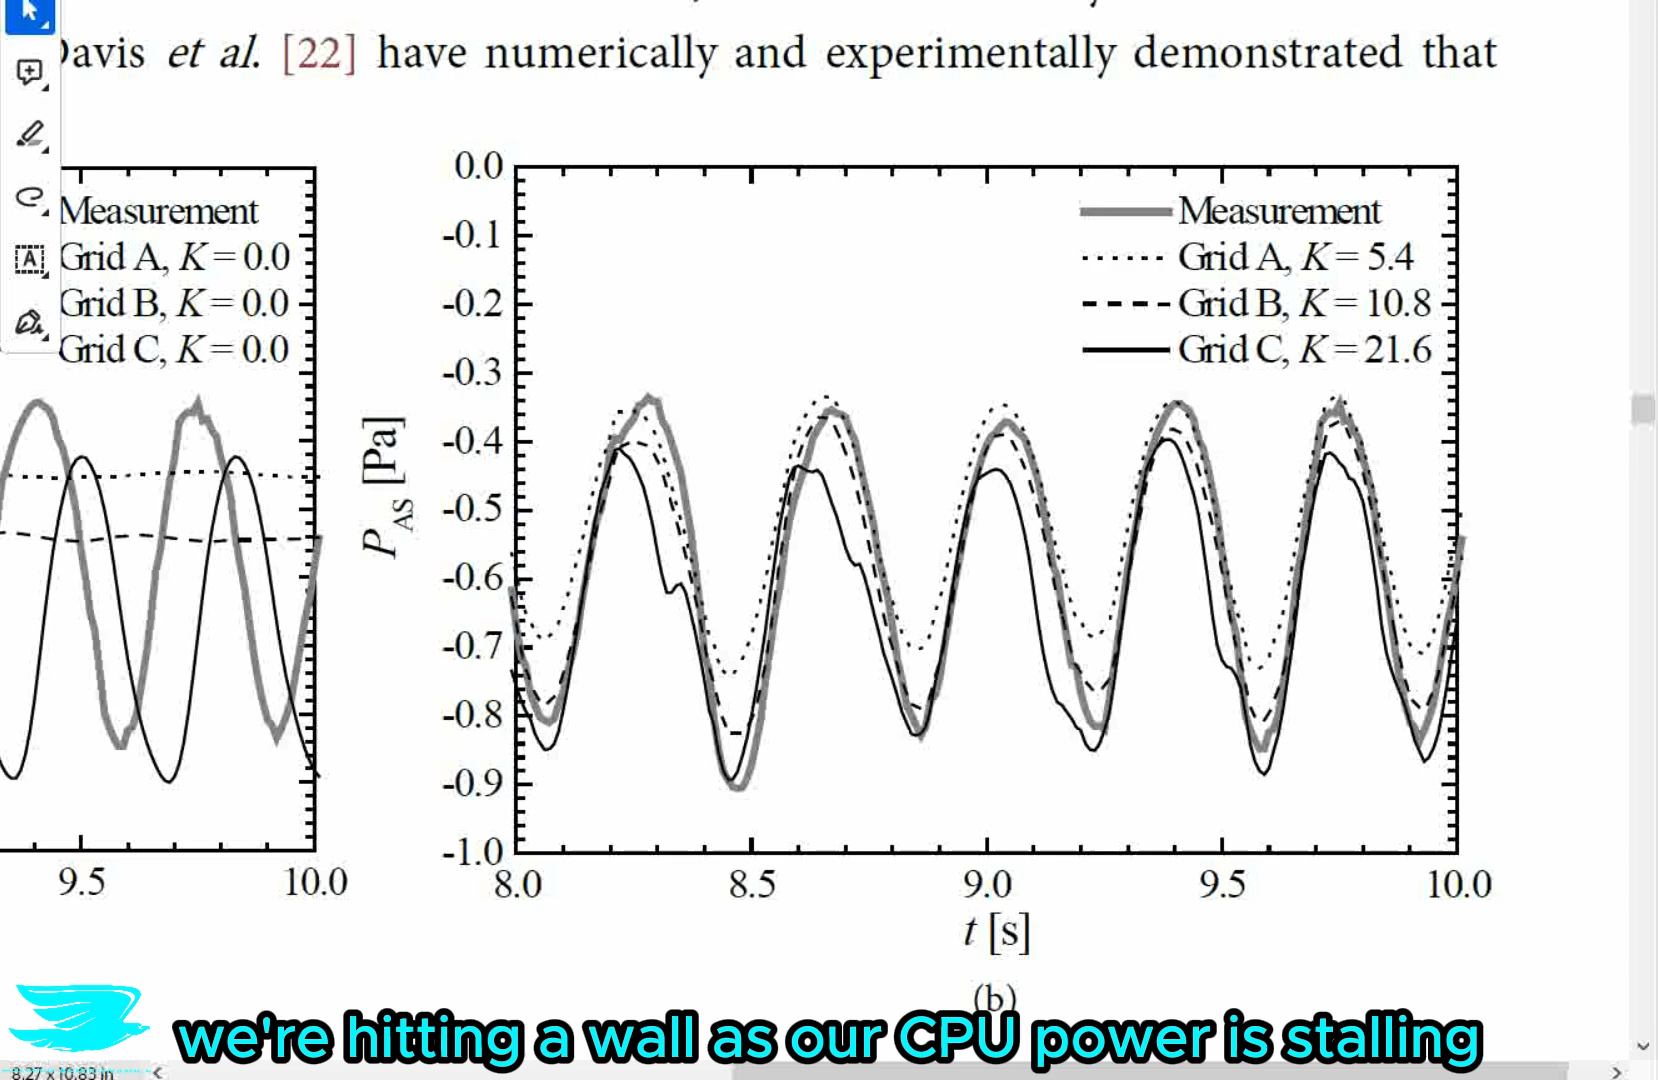 Davis et al. [22] have numerically and experimentally demonstrated that
Measurement
Grid A, K = 0.0
Grid B, K = 0.0
Grid C, K = 0.0
9.5 10.0
0.0
-0.1
-0.2
-0.3
-0.4
-0.5
-0.6
-0.7
-0.8
-0.9
-1.0
P_AS [Pa]
Measurement
Grid A, K = 5.4
Grid B, K = 10.8
Grid C, K = 21.6
8.0 8.5 9.0 9.5 10.0
t [s]
(b)
we're hitting a wall as our CPU power is stalling
8.27 x 10.83 in